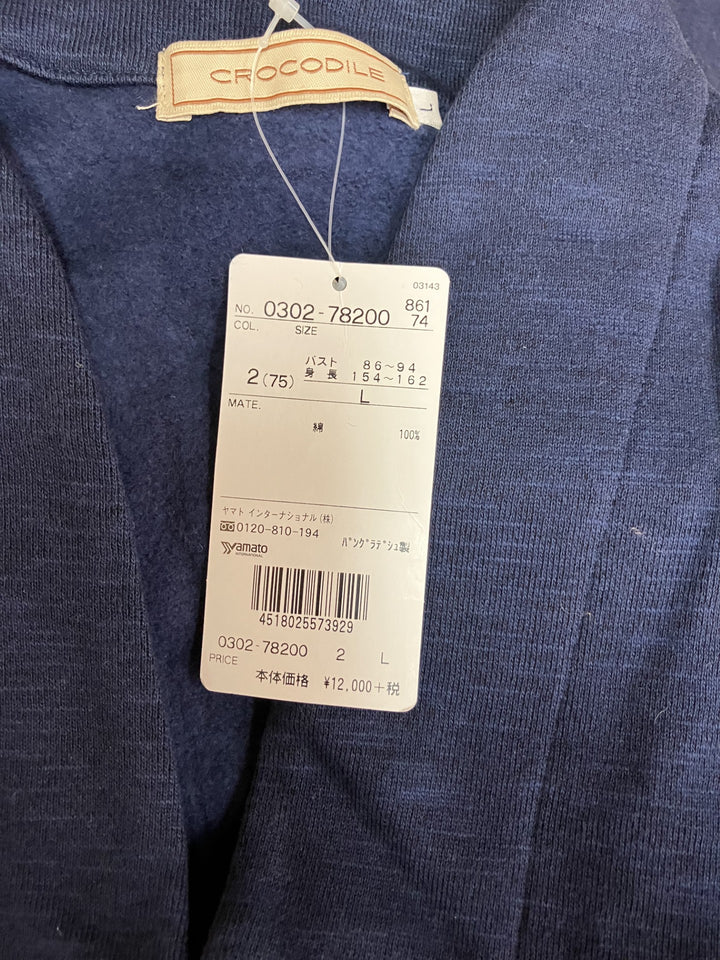 CROCODILE
L
03143
NO. 0302-78200 861
COL. SIZE 74
バスト 86~94
2(75) 身長 154~162
L
MATE.
綿 100%
ヤマト インターナショナル(株)
0120-810-194
Yamato バングラデシュ製
INTERNATIONAL
4518025573929
0302-78200 2 L
PRICE
本体価格 ¥12,000+税